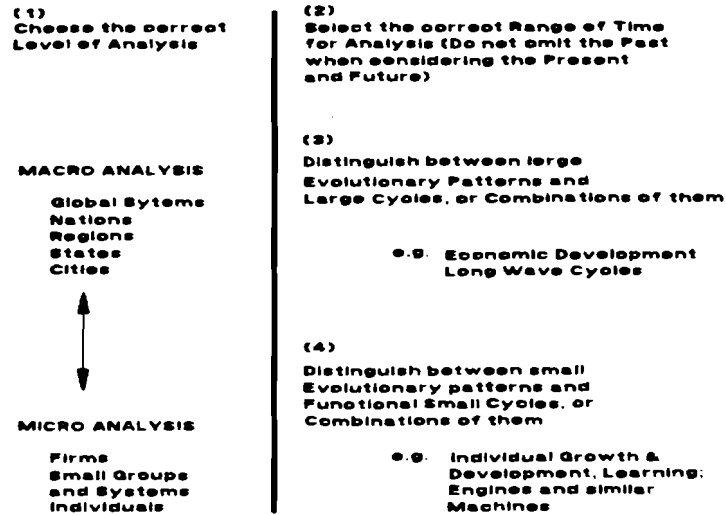 (1)
Choose the correct
Level of Analysis
MACRO ANALYSIS
Global Sytems
Nations
Regions
States
Cities
MICRO ANALYSIS
Firms
Small Groups
and Systems
Individuals
(2)
Select the correct Range of Time
for Analysis (Do not omit the Past
when considering the Present
and Future)
(3)
Distinguish between large
Evolutionary Patterns and
Large Cycles, or Combinations of them
e.g. Economic Development
Long Wave Cycles
(4)
Distinguish between small
Evolutionary patterns and
Functional Small Cycles, or
Combinations of them
e.g. Individual Growth &
Development, Learning;
Engines and similar
Machines